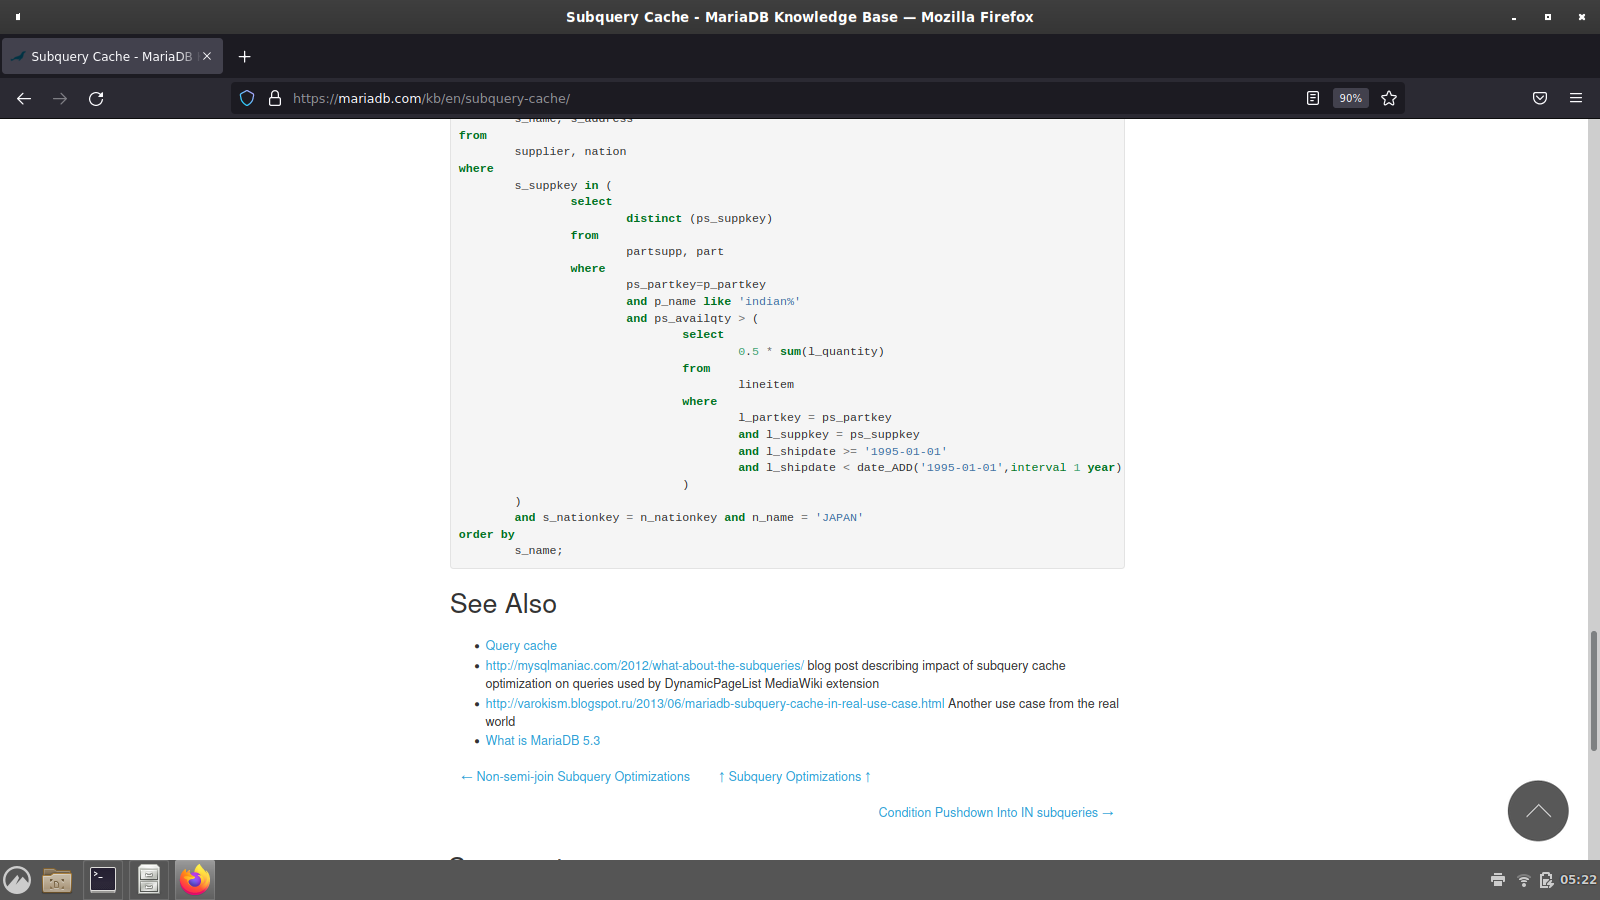 Subquery Cache - MariaDB Knowledge Base — Mozilla Firefox
Subquery Cache - MariaDB
https://mariadb.com/kb/en/subquery-cache/
90%
s_name, s_address
from
supplier, nation
where
s_suppkey in (
select
distinct (ps_suppkey)
from
partsupp, part
where
ps_partkey=p_partkey
and p_name like 'indian%'
and ps_availqty > (
select
0.5 * sum(l_quantity)
from
lineitem
where
l_partkey = ps_partkey
and l_suppkey = ps_suppkey
and l_shipdate >= '1995-01-01'
and l_shipdate < date_ADD('1995-01-01',interval 1 year)
)
)
and s_nationkey = n_nationkey and n_name = 'JAPAN'
order by
s_name;
See Also
• Query cache
• http://mysqlmaniac.com/2012/what-about-the-subqueries/ blog post describing impact of subquery cache
optimization on queries used by DynamicPageList MediaWiki extension
• http://varokism.blogspot.ru/2013/06/mariadb-subquery-cache-in-real-use-case.html Another use case from the real
world
• What is MariaDB 5.3
← Non-semi-join Subquery Optimizations ↑ Subquery Optimizations ↑
Condition Pushdown Into IN subqueries →
05:22